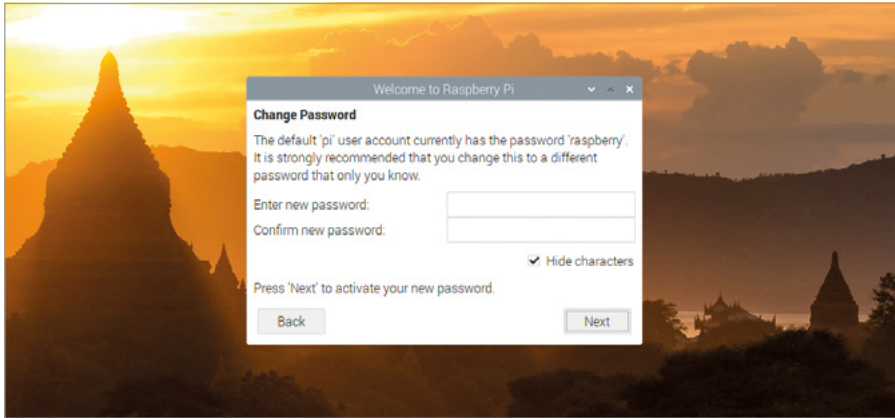 Welcome to Raspberry Pi
Change Password
The default 'pi' user account currently has the password 'raspberry'.
It is strongly recommended that you change this to a different
password that only you know.
Enter new password:
Confirm new password:
Hide characters
Press 'Next' to activate your new password.
Back
Next